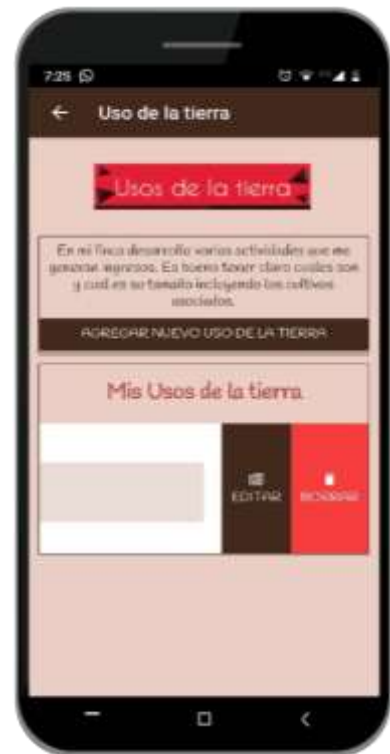 7:25
Uso de la tierra
Usos de la tierra
En mi finca desarrollo varias actividades que me
generan ingresos. Es bueno tener claro cuales son
y cual es su tamaño incluyendo los cultivos
asociados.
AGREGAR NUEVO USO DE LA TIERRA
Mis Usos de la tierra
EDITAR
BORRAR